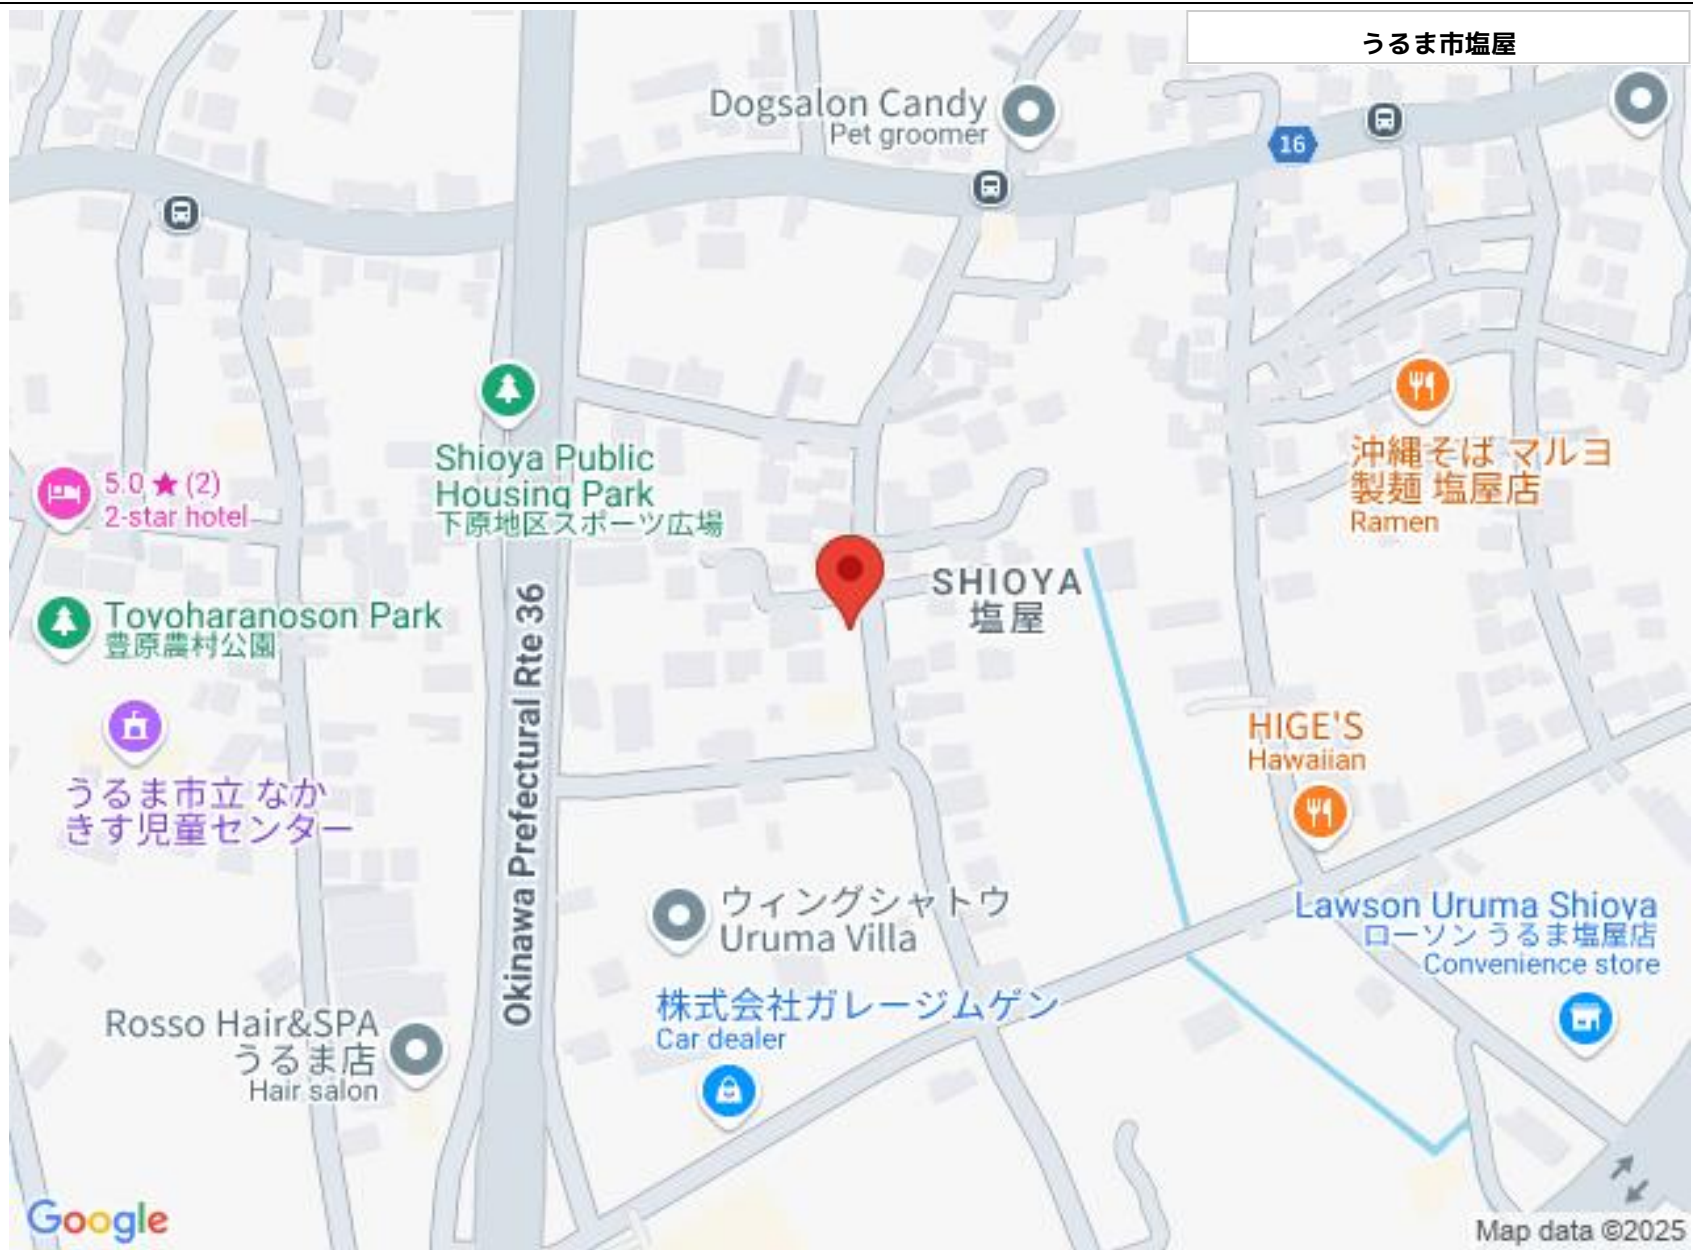 うるま市塩屋
Dogsalon Candy
Pet groomer
16
Shioya Public
Housing Park
下原地区スポーツ広場
5.0 ★ (2)
2-star hotel
沖縄そば マルヨ
製麺 塩屋店
Ramen
SHIOYA
塩屋
Toyoharanoson Park
豊原農村公園
Okinawa Prefectural Rte 36
HIGE'S
Hawaiian
うるま市立 なか
きす児童センター
ウィングシャトウ
Uruma Villa
Lawson Uruma Shioya
ローソン うるま塩屋店
Convenience store
株式会社ガレージムゲン
Car dealer
Rosso Hair&SPA
うるま店
Hair salon
Google
Map data ©2025